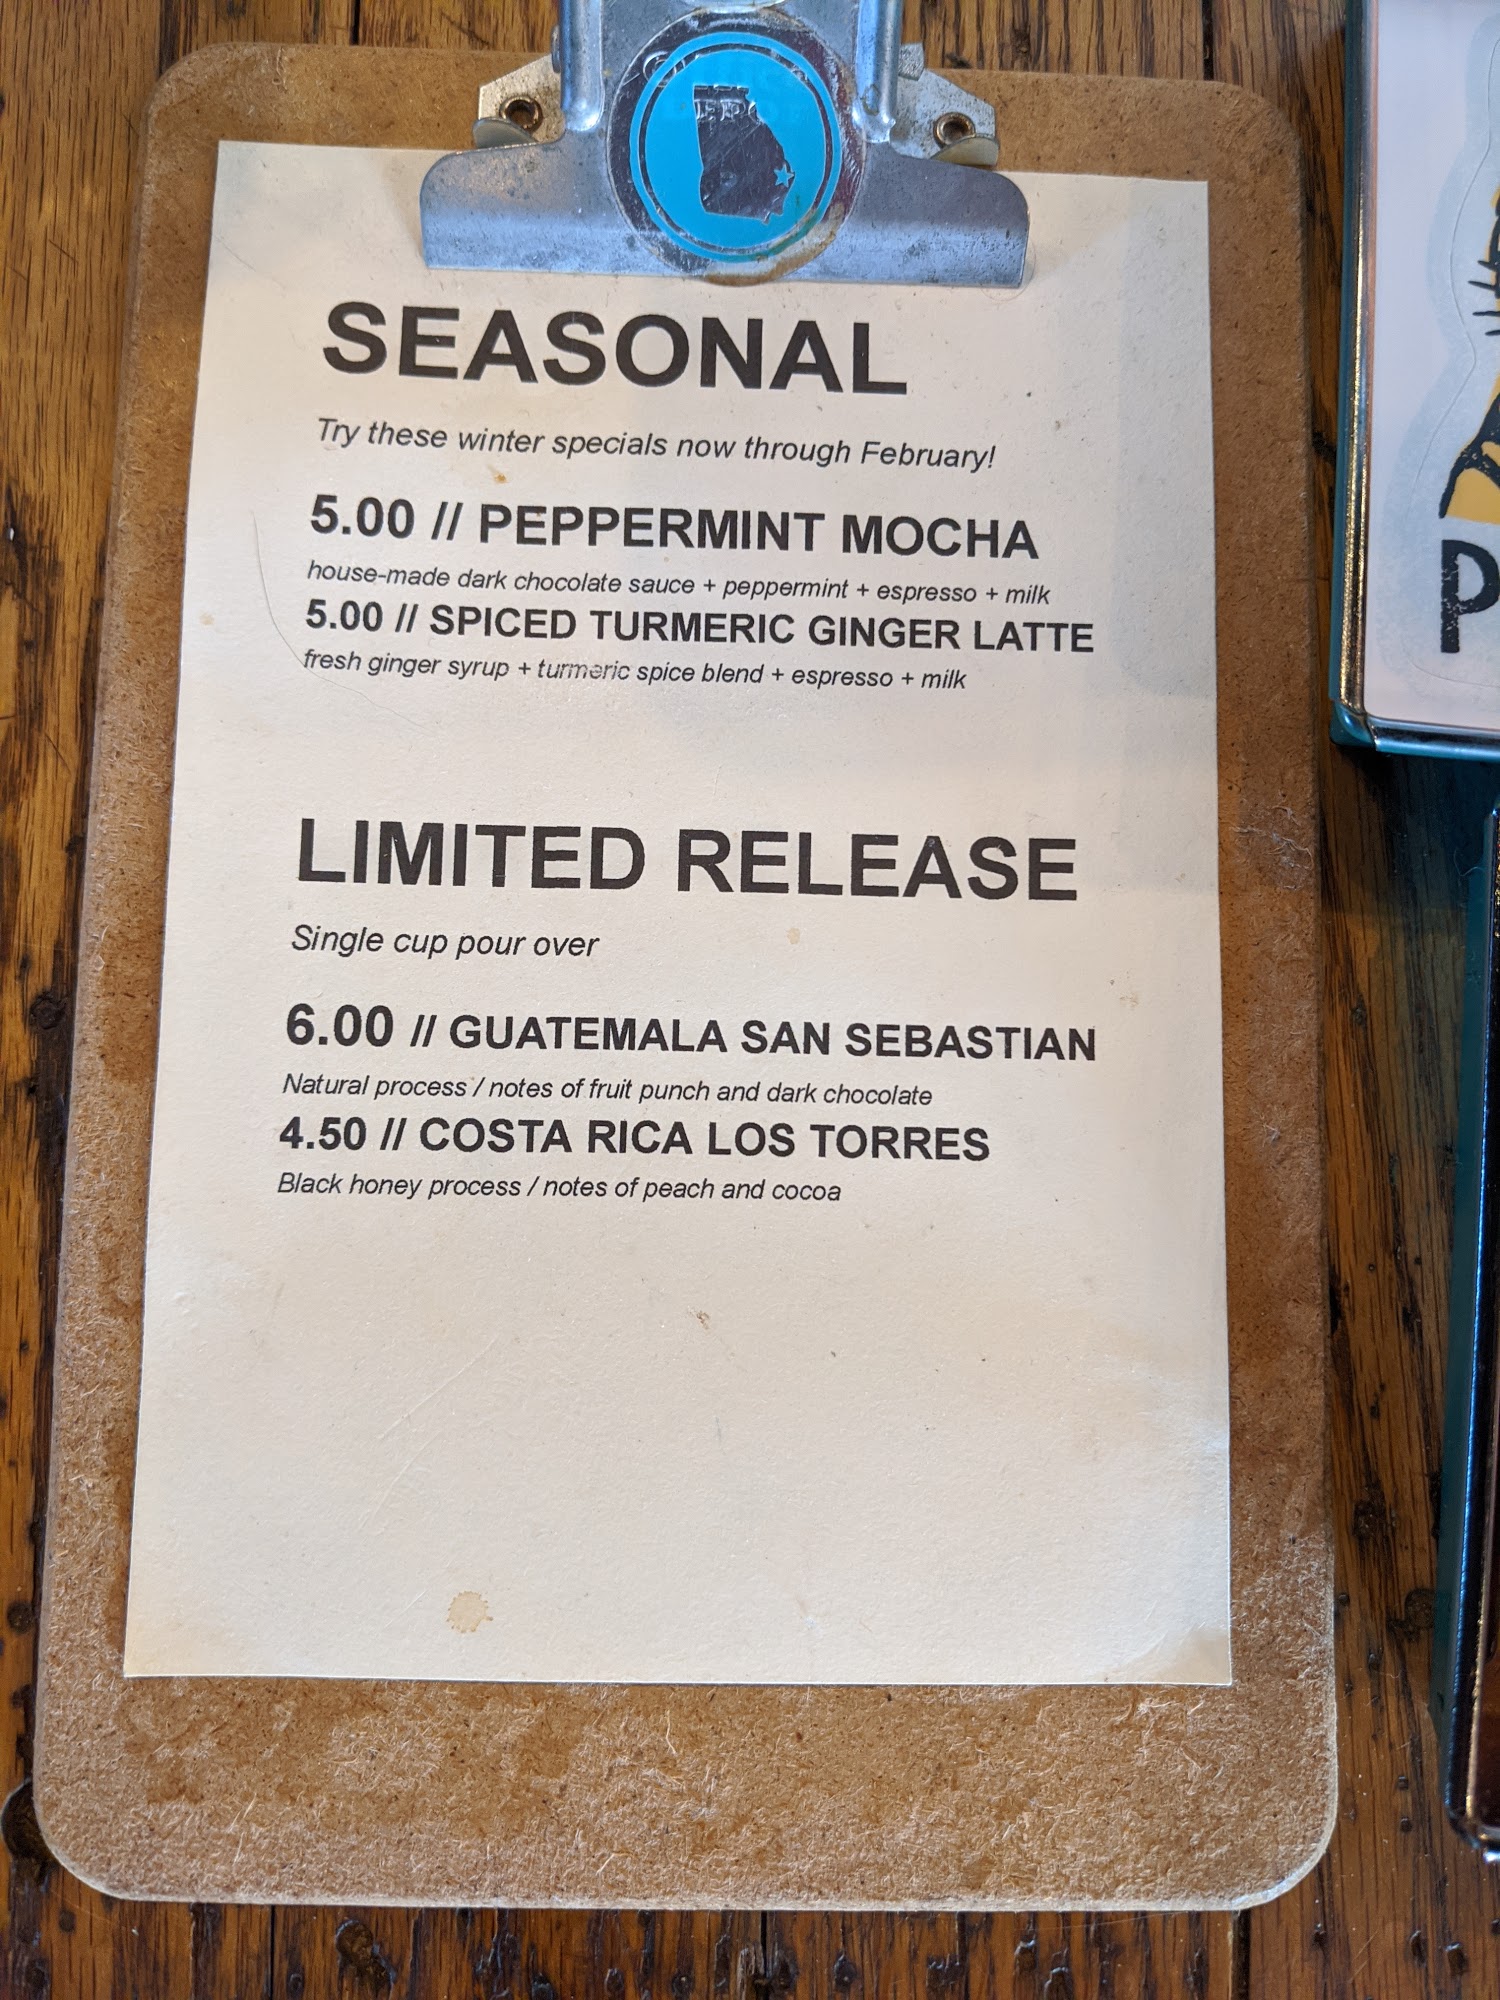 SEASONAL
Try these winter specials now through February!
5.00 // PEPPERMINT MOCHA
house-made dark chocolate sauce + peppermint + espresso + milk
5.00 // SPICED TURMERIC GINGER LATTE
fresh ginger syrup + turmeric spice blend + espresso + milk
LIMITED RELEASE
Single cup pour over
6.00 // GUATEMALA SAN SEBASTIAN
Natural process / notes of fruit punch and dark chocolate
4.50 // COSTA RICA LOS TORRES
Black honey process / notes of peach and cocoa
P